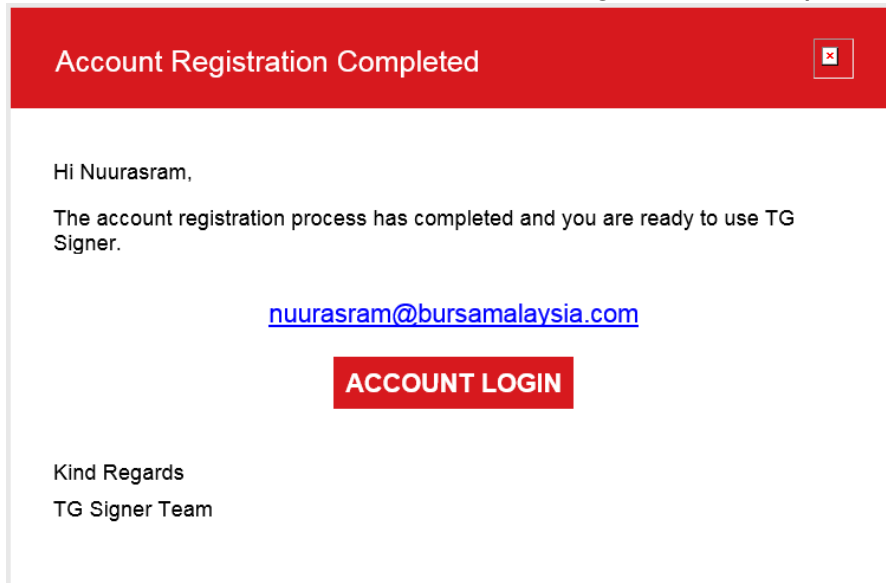 Account Registration Completed
Hi Nuurasram,
The account registration process has completed and you are ready to use TG
Signer.
nuurasram@bursamalaysia.com
ACCOUNT LOGIN
Kind Regards
TG Signer Team